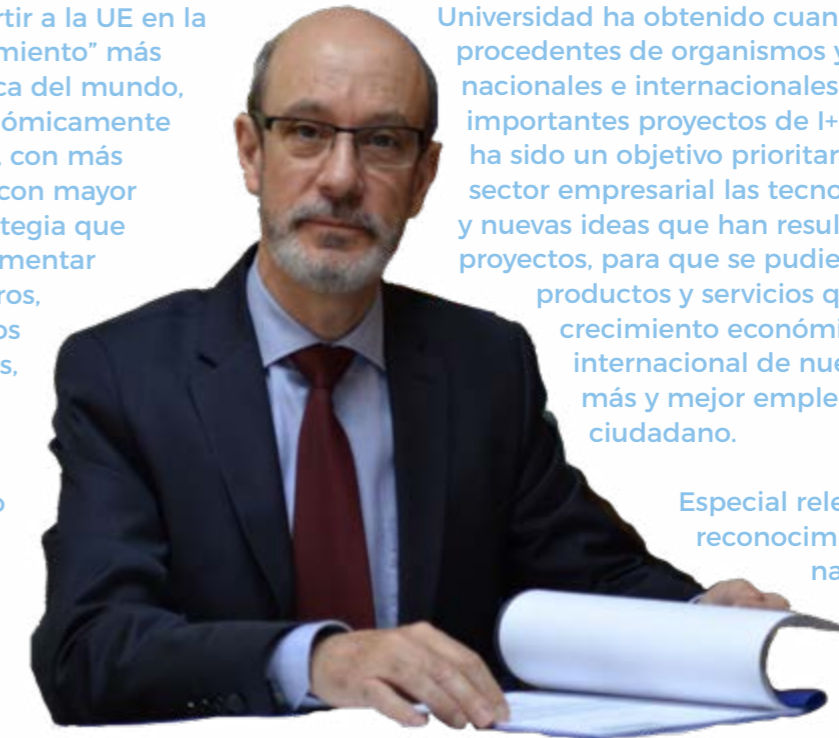 rtir a la UE en la
miento” más
ca del mundo,
nómicamente
, con más
con mayor
tegia que
mentar
ros,
os
s,
o
Universidad ha obtenido cuan
procedentes de organismos y
nacionales e internacionales
importantes proyectos de I+
ha sido un objetivo prioritar
sector empresarial las tecno
y nuevas ideas que han resul
proyectos, para que se pudie
productos y servicios q
crecimiento económi
internacional de nue
más y mejor emple
ciudadano.
Especial rele
reconocim
na